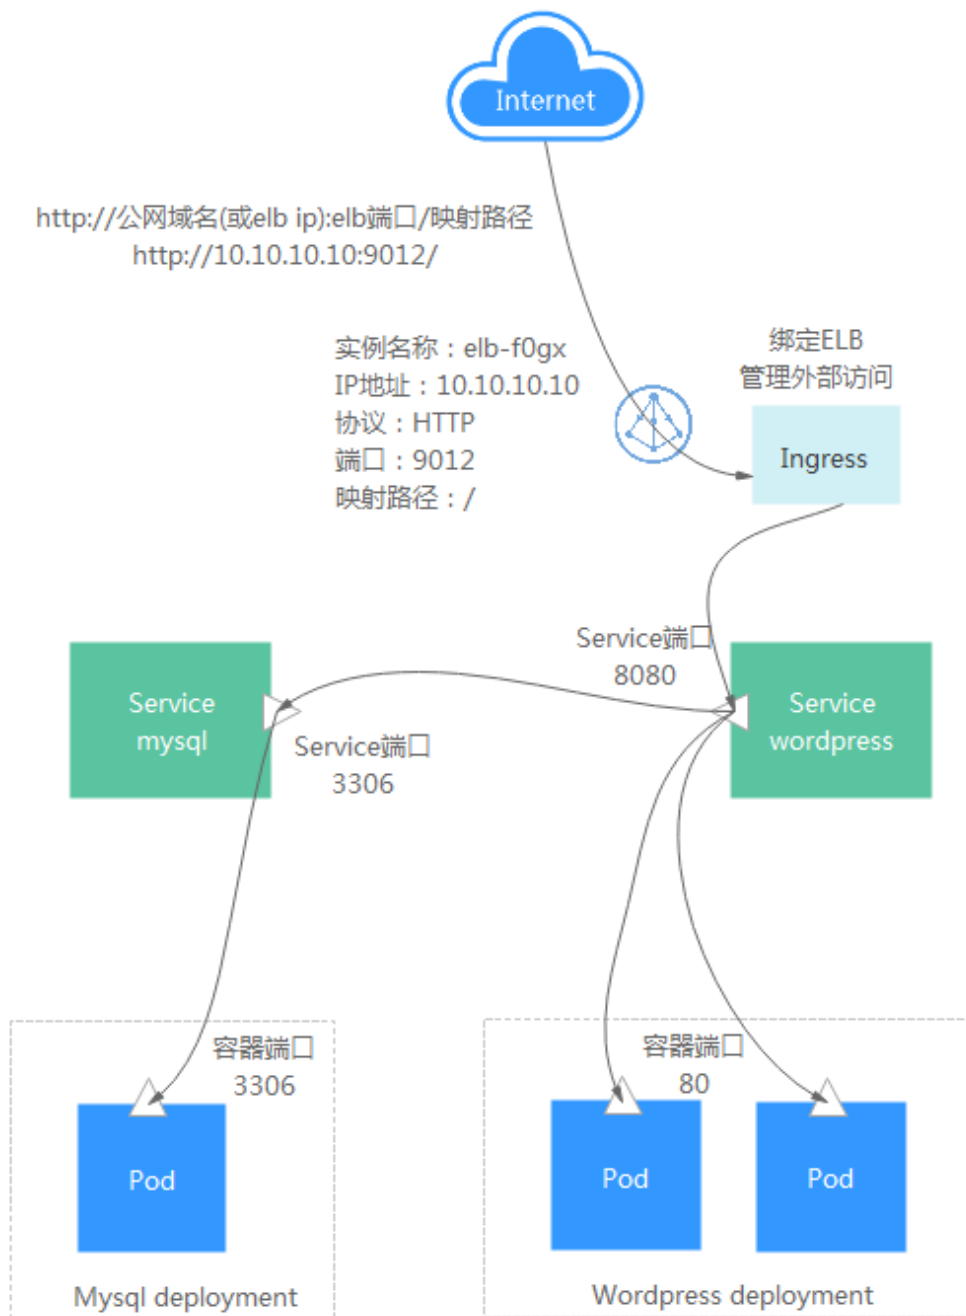 Internet
http://公网域名(或elb ip):elb端口/映射路径
http://10.10.10.10:9012/
实例名称：elb-f0gx
IP地址：10.10.10.10
协议：HTTP
端口：9012
映射路径：/
绑定ELB
管理外部访问
Ingress
Service端口
8080
Service
mysql
Service
wordpress
Service端口
3306
容器端口
3306
容器端口
80
Pod
Pod
Pod
Mysql deployment
Wordpress deployment